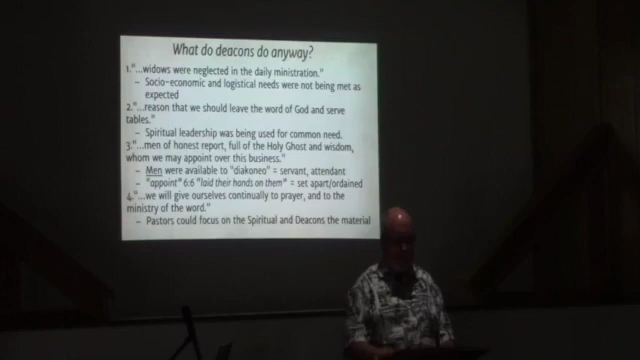 What do deacons do anyway?
1."...widows were neglected in the daily ministration."
– Socio-economic and logistical needs were not being met as
expected
2."...reason that we should leave the word of God and serve
tables."
– Spiritual leadership was being used for common need.
3."...men of honest report, full of the Holy Ghost and wisdom,
whom we may appoint over this business."
– Men were available to "diakoneo" = servant, attendant
– "appoint" 6:6 "laid their hands on them" = set apart/ordained
4."...we will give ourselves continually to prayer, and to the
ministry of the word."
– Pastors could focus on the Spiritual and Deacons the material